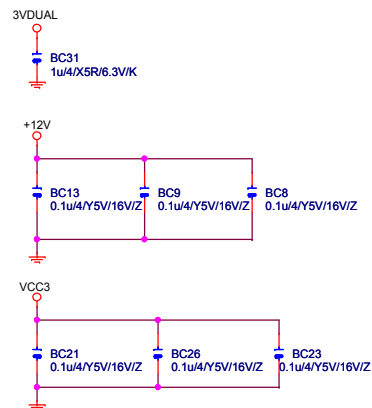 3VDUAL
BC31
1u/4/X5R/6.3V/K
+12V
BC13 BC9 BC8
0.1u/4/Y5V/16V/Z 0.1u/4/Y5V/16V/Z 0.1u/4/Y5V/16V/Z
VCC3
BC21 BC26 BC23
0.1u/4/Y5V/16V/Z 0.1u/4/Y5V/16V/Z 0.1u/4/Y5V/16V/Z